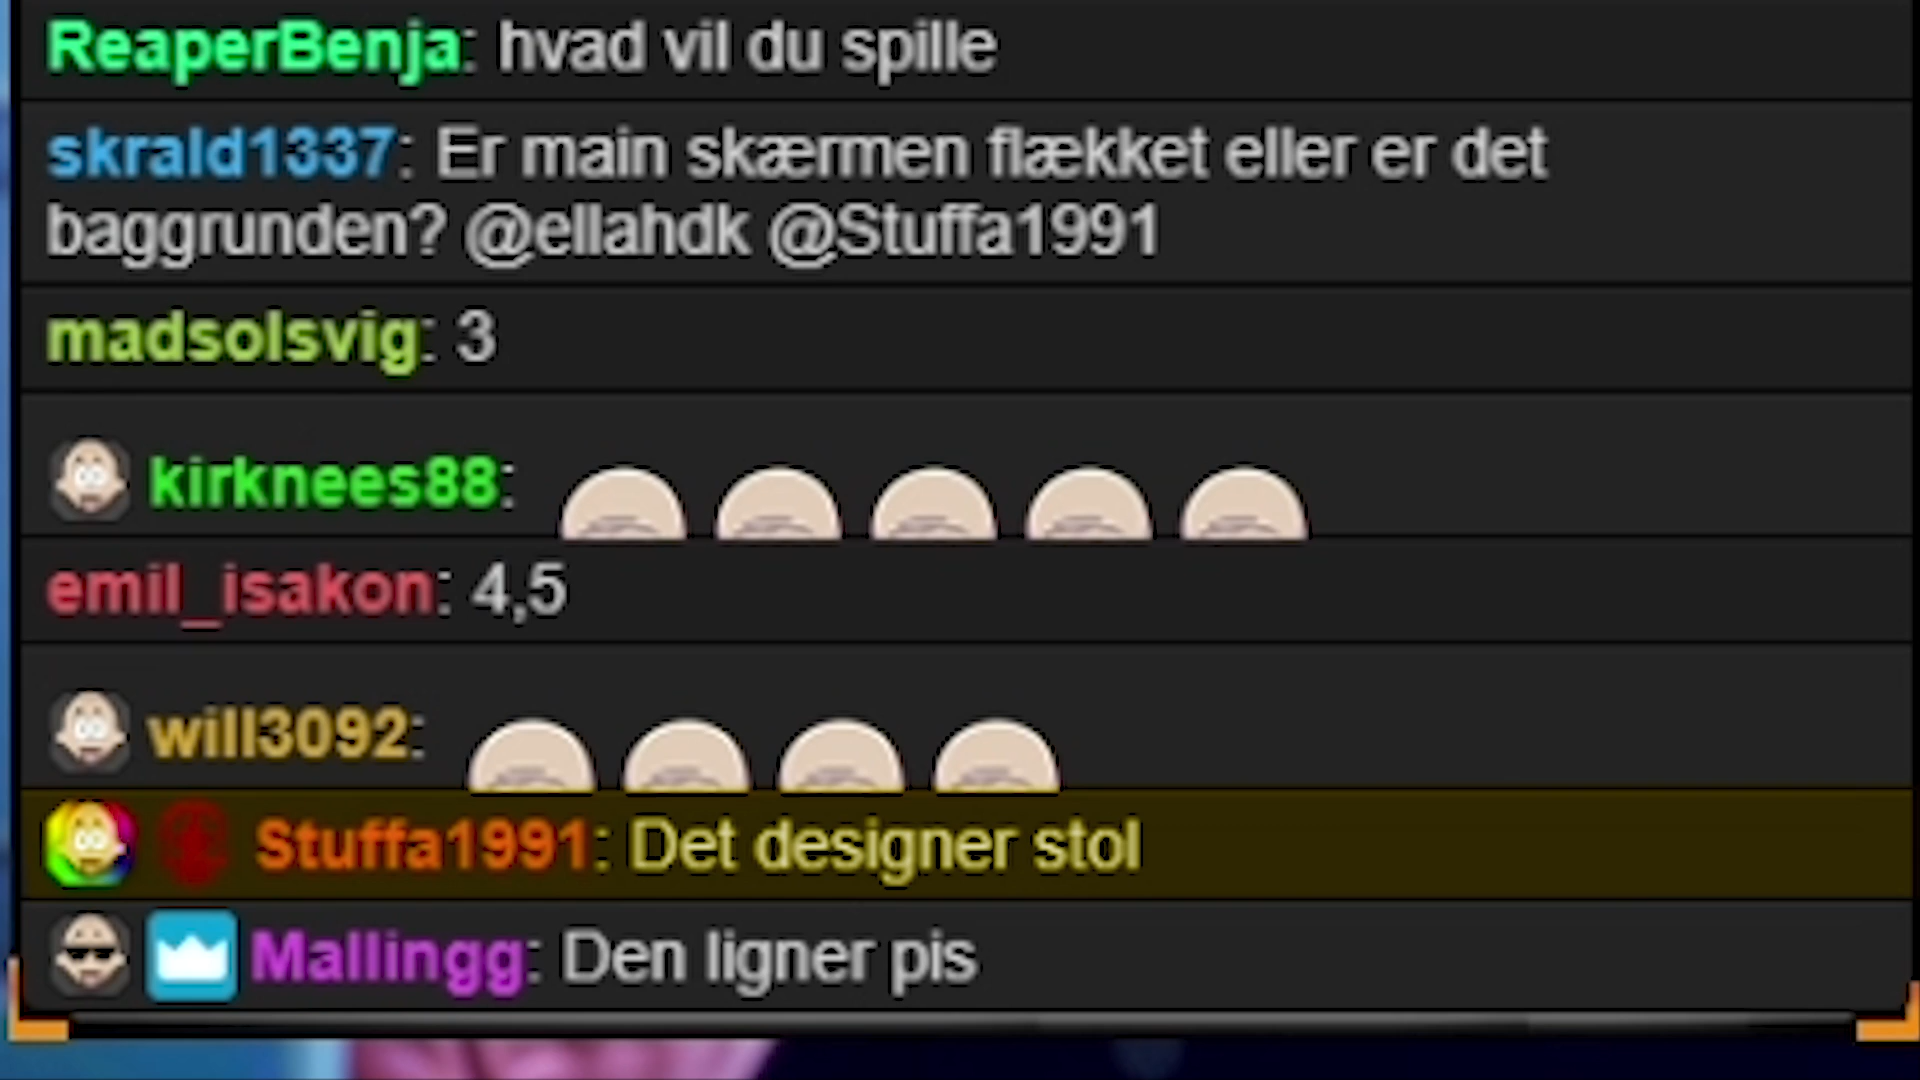 ReaperBenja: hvad vil du spille
skrald1337: Er main skærmen flækket eller er det
baggrunden? @ellahdk @Stuffa1991
madsolsvig: 3
kirknees88:
emil_isakon: 4,5
will3092:
Stuffa1991: Det designer stol
Mallingg: Den ligner pis